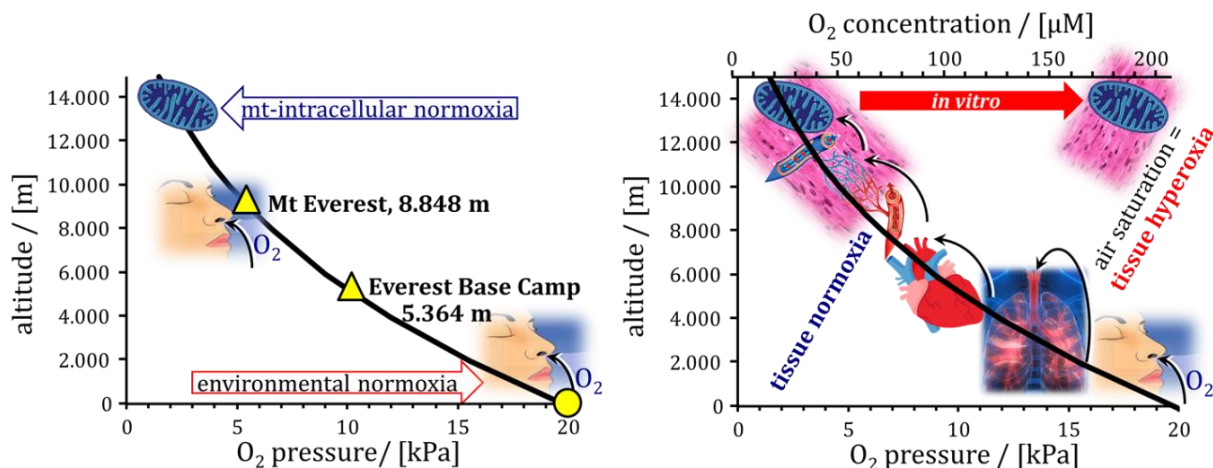 14.000
12.000
10.000
8.000
6.000
4.000
2.000
0
altitude / [m]
mt-intracellular normoxia
Mt Everest, 8.848 m
O₂
Everest Base Camp
5.364 m
environmental normoxia
O₂
0 5 10 15 20
O₂ pressure/ [kPa]
O₂ concentration / [µM]
0 50 100 150 200
14.000
12.000
10.000
8.000
6.000
4.000
2.000
0
altitude / [m]
in vitro
tissue normoxia
air saturation =
tissue hyperoxia
O₂
0 5 10 15 20
O₂ pressure / [kPa]